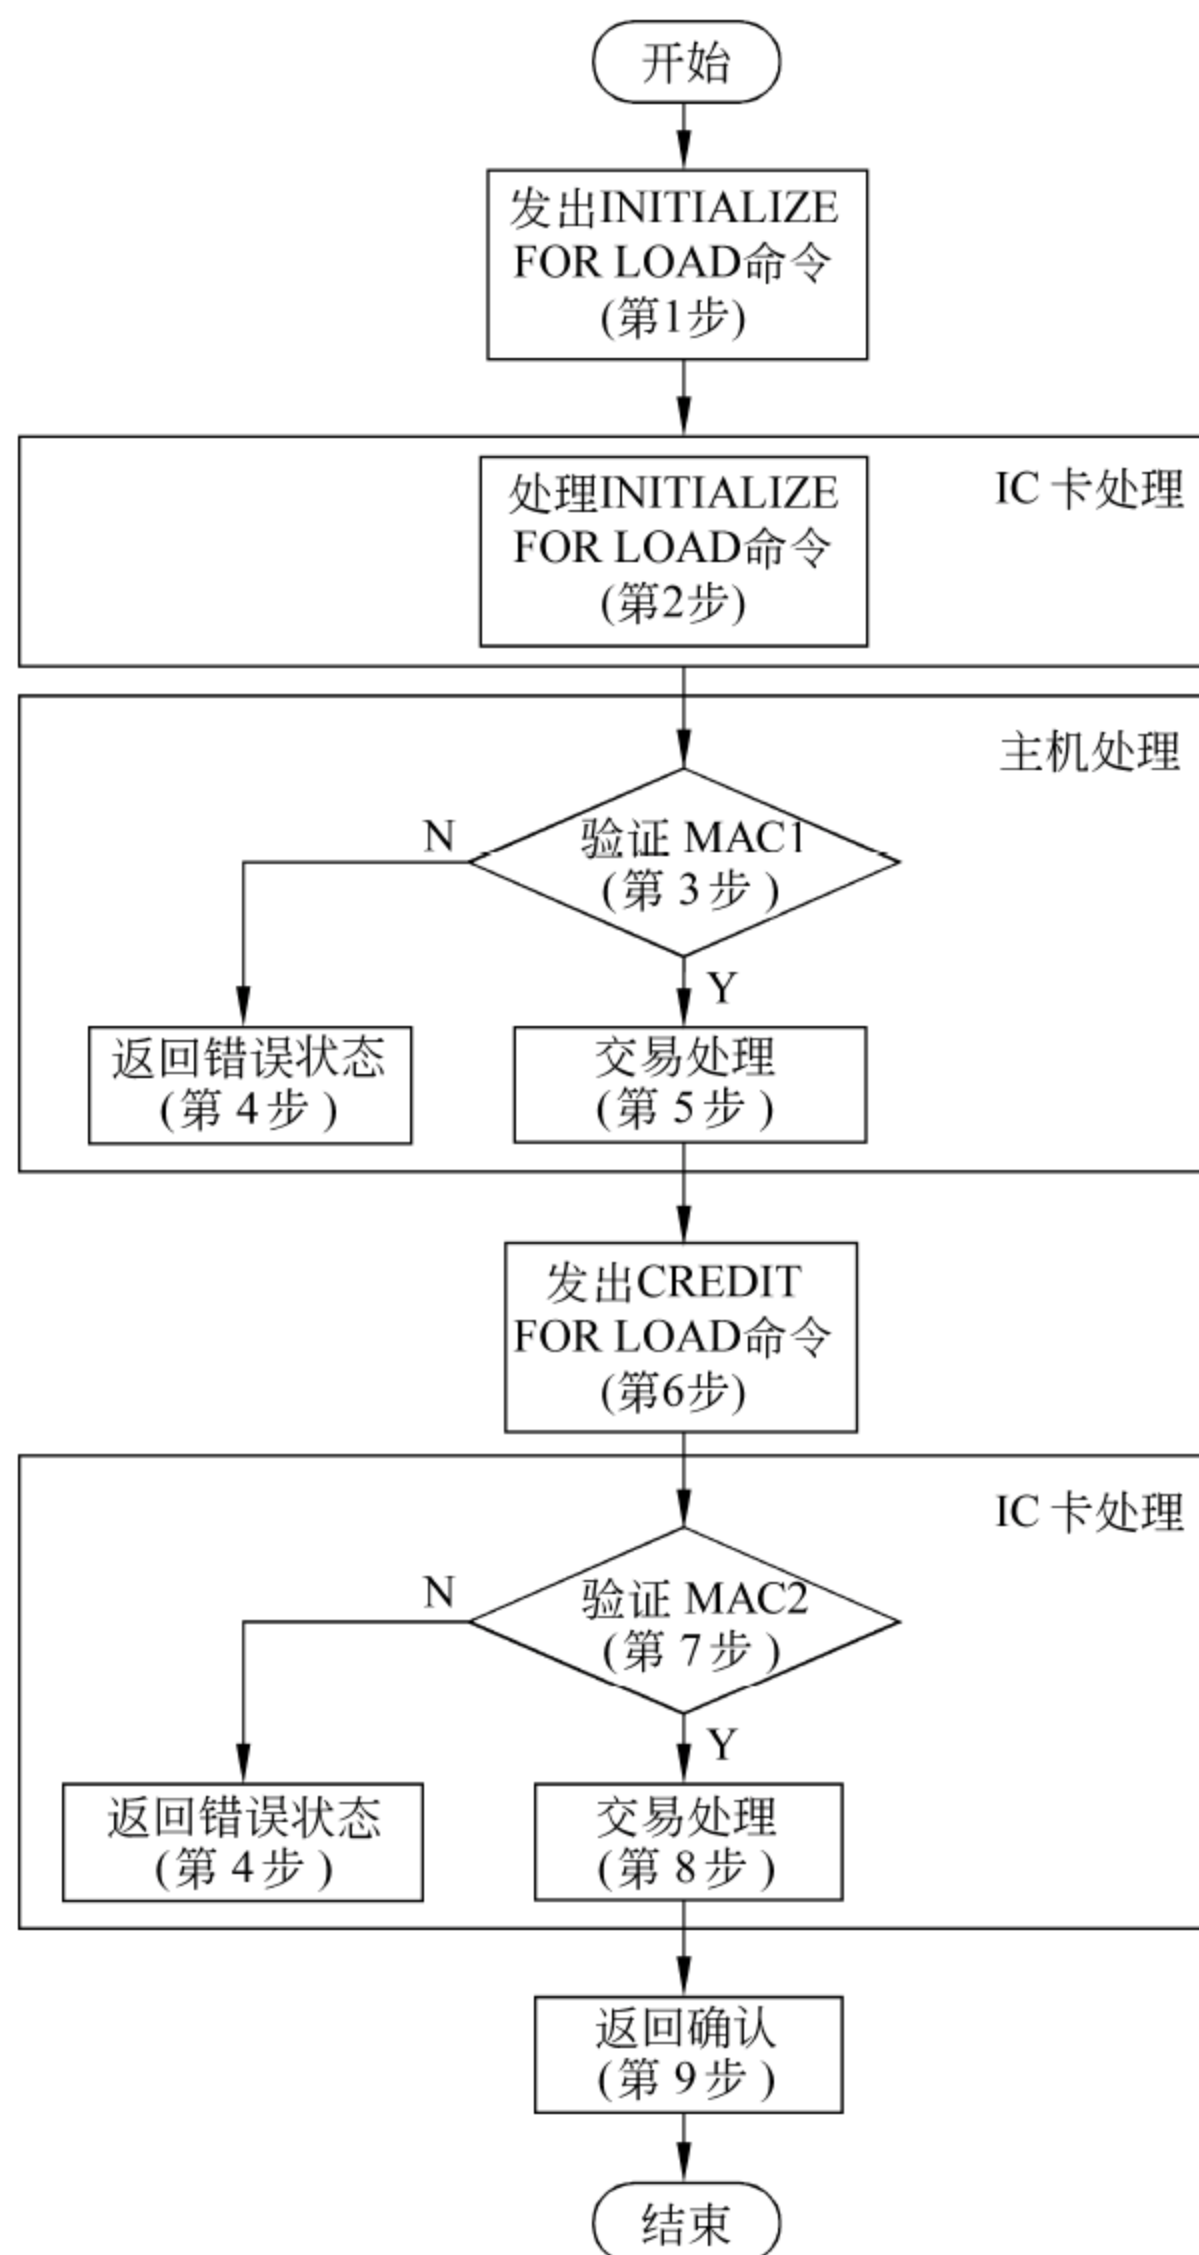 开始
发出INITIALIZE
FOR LOAD命令
(第1步)
IC 卡处理
处理INITIALIZE
FOR LOAD命令
(第2步)
主机处理
N
验证 MAC1
(第 3 步 )
Y
返回错误状态
(第 4 步 )
交易处理
(第 5 步 )
发出CREDIT
FOR LOAD命令
(第6步)
IC 卡处理
N
验证 MAC2
(第 7 步 )
Y
返回错误状态
(第 4 步 )
交易处理
(第 8 步 )
返回确认
(第 9 步 )
结束